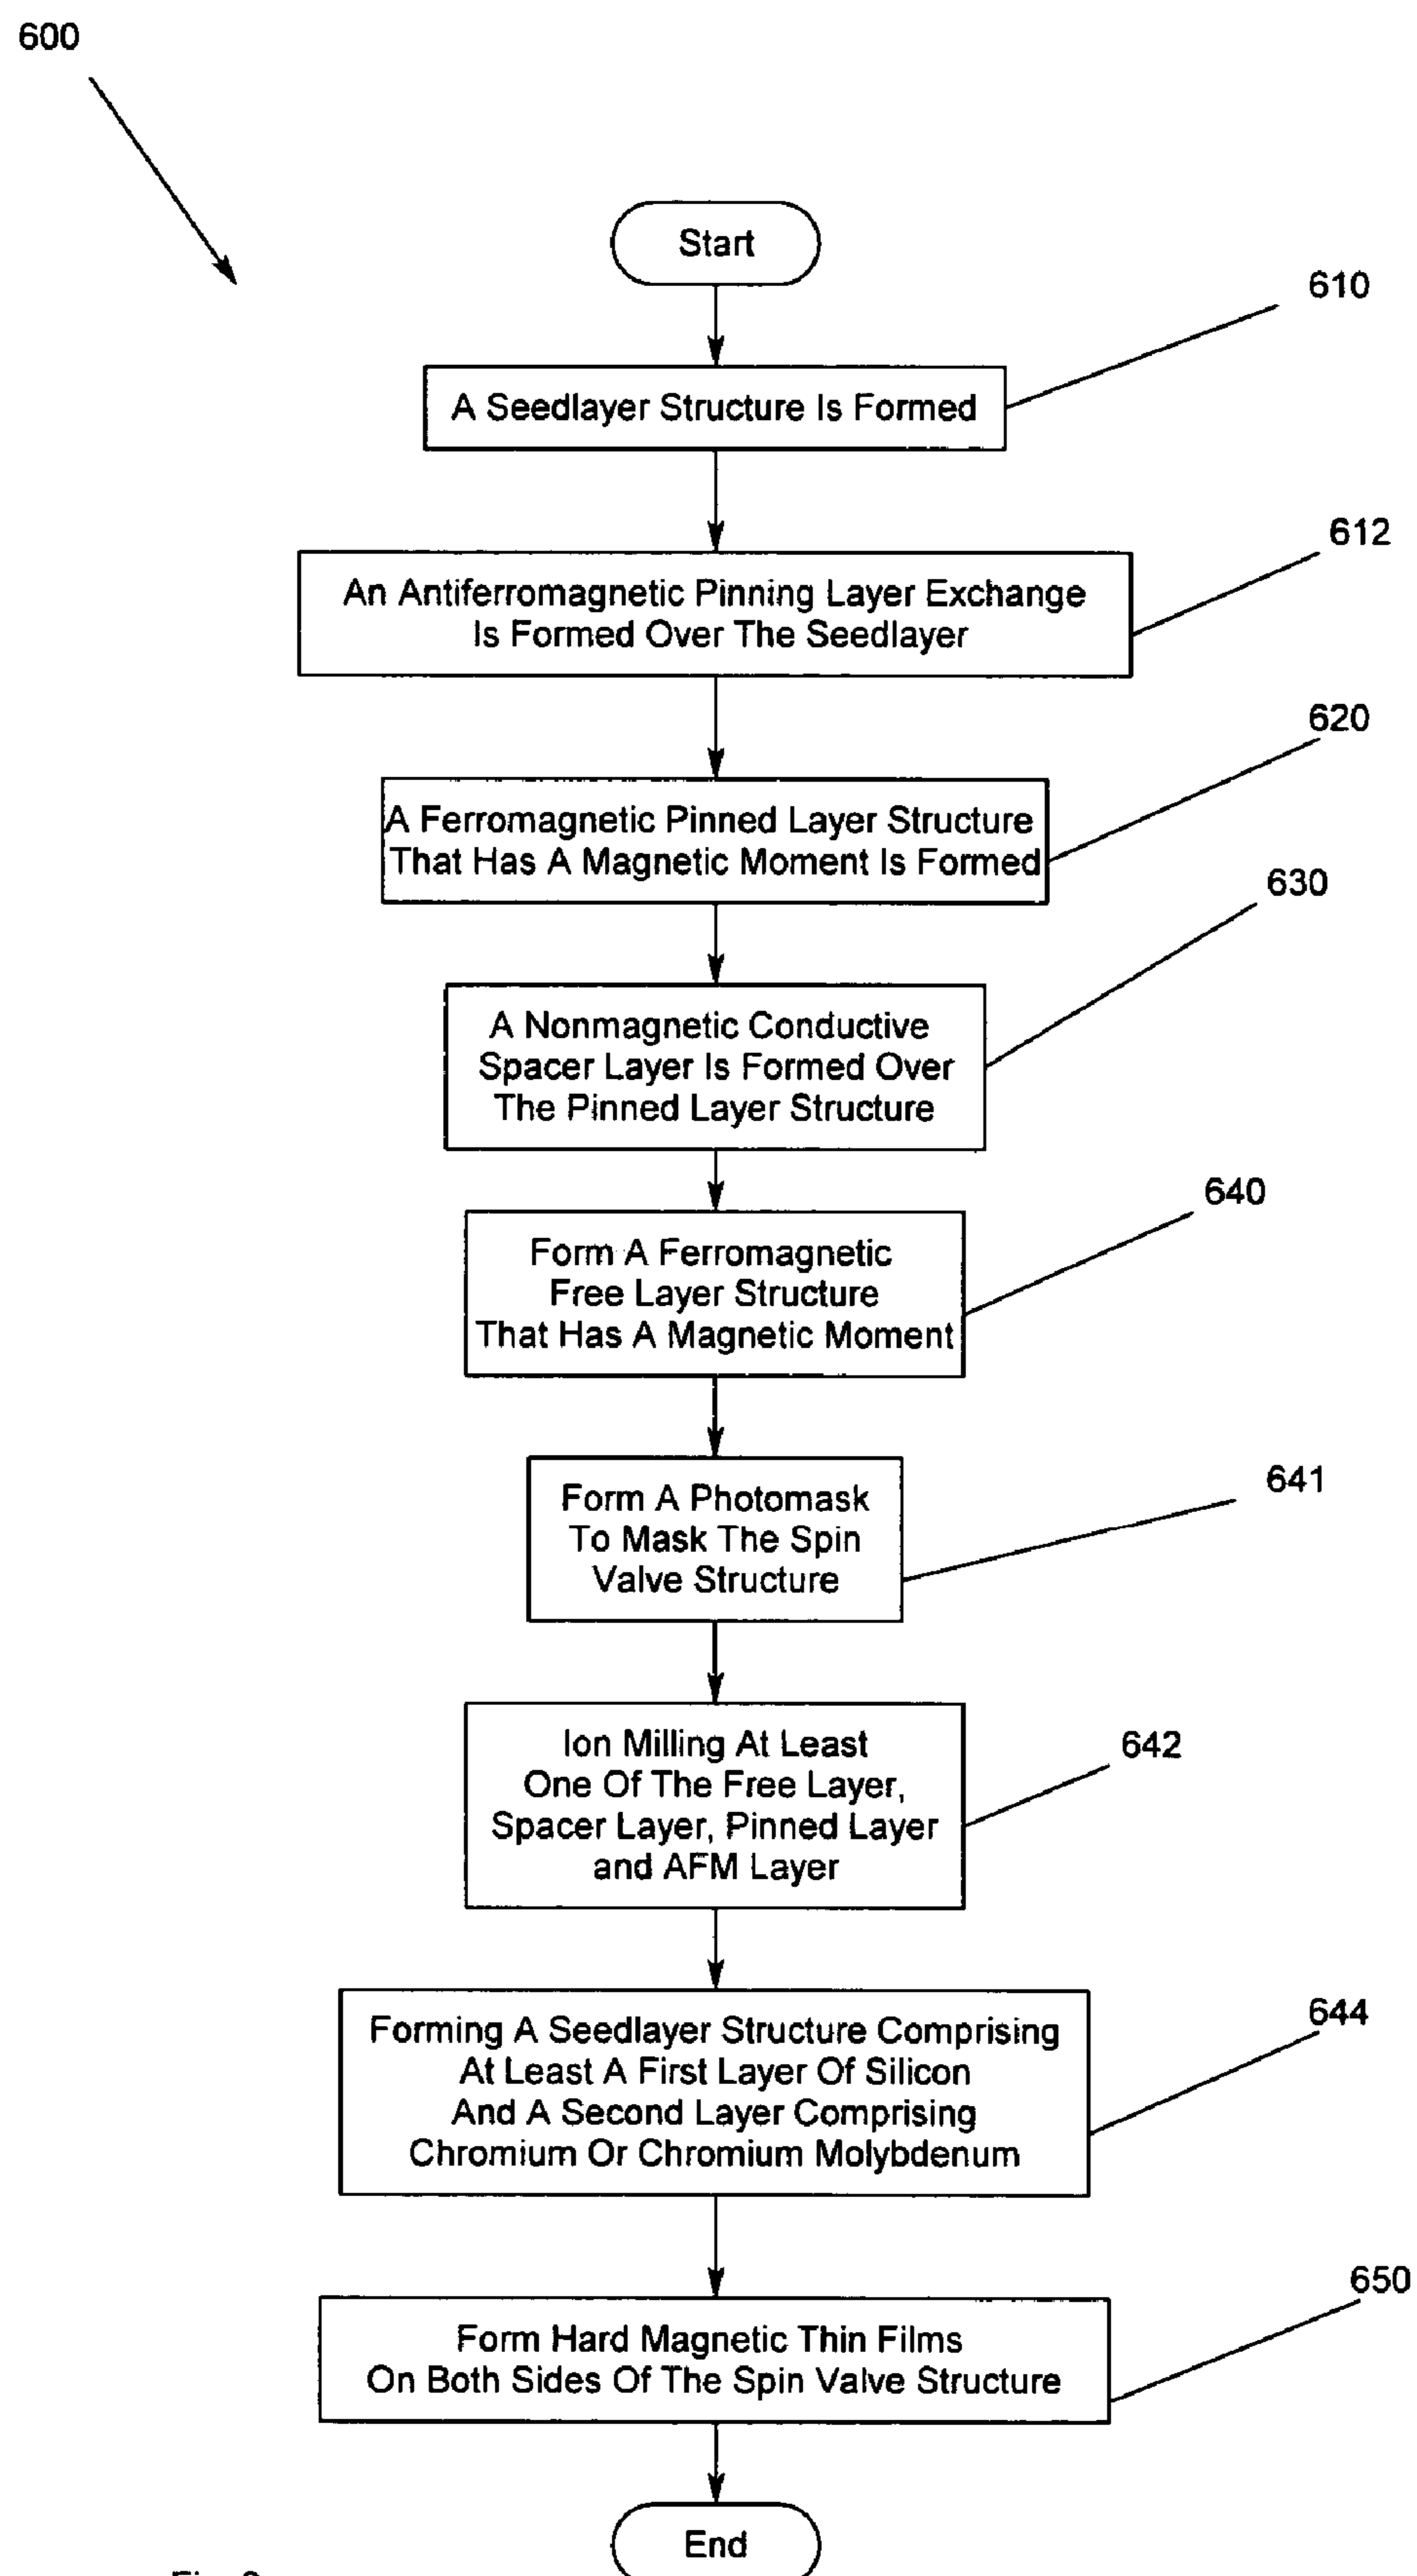 600
Start
610
A Seedlayer Structure Is Formed
612
An Antiferromagnetic Pinning Layer Exchange
Is Formed Over The Seedlayer
620
A Ferromagnetic Pinned Layer Structure
That Has A Magnetic Moment Is Formed
630
A Nonmagnetic Conductive
Spacer Layer Is Formed Over
The Pinned Layer Structure
640
Form A Ferromagnetic
Free Layer Structure
That Has A Magnetic Moment
641
Form A Photomask
To Mask The Spin
Valve Structure
642
Ion Milling At Least
One Of The Free Layer,
Spacer Layer, Pinned Layer
and AFM Layer
644
Forming A Seedlayer Structure Comprising
At Least A First Layer Of Silicon
And A Second Layer Comprising
Chromium Or Chromium Molybdenum
650
Form Hard Magnetic Thin Films
On Both Sides Of The Spin Valve Structure
End